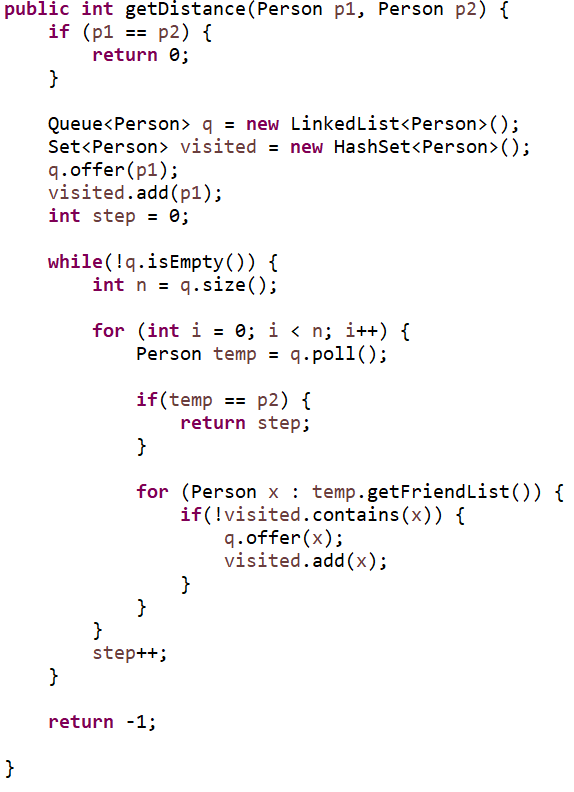 public int getDistance(Person p1, Person p2) {
    if (p1 == p2) {
        return 0;
    }

    Queue<Person> q = new LinkedList<Person>();
    Set<Person> visited = new HashSet<Person>();
    q.offer(p1);
    visited.add(p1);
    int step = 0;

    while(!q.isEmpty()) {
        int n = q.size();

        for (int i = 0; i < n; i++) {
            Person temp = q.poll();

            if(temp == p2) {
                return step;
            }

            for (Person x : temp.getFriendList()) {
                if(!visited.contains(x)) {
                    q.offer(x);
                    visited.add(x);
                }
            }
        }
        step++;
    }

    return -1;

}